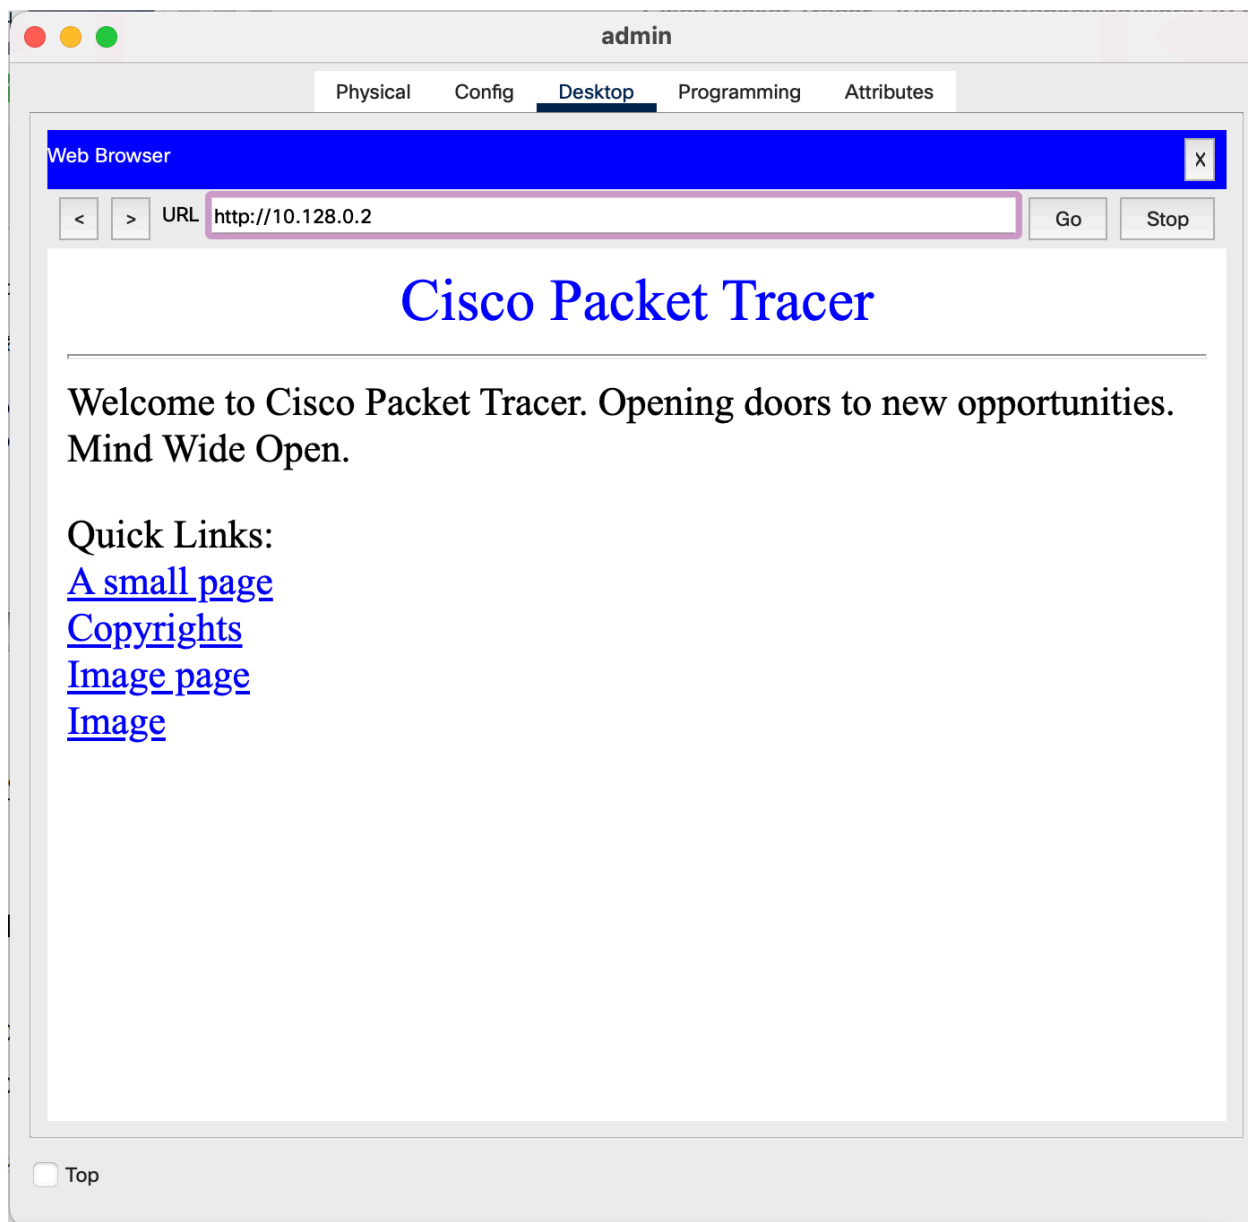 admin
Physical Config Desktop Programming Attributes
Web Browser X
< > URL http://10.128.0.2 Go Stop
Cisco Packet Tracer
Welcome to Cisco Packet Tracer. Opening doors to new opportunities.
Mind Wide Open.
Quick Links:
A small page
Copyrights
Image page
Image
Top